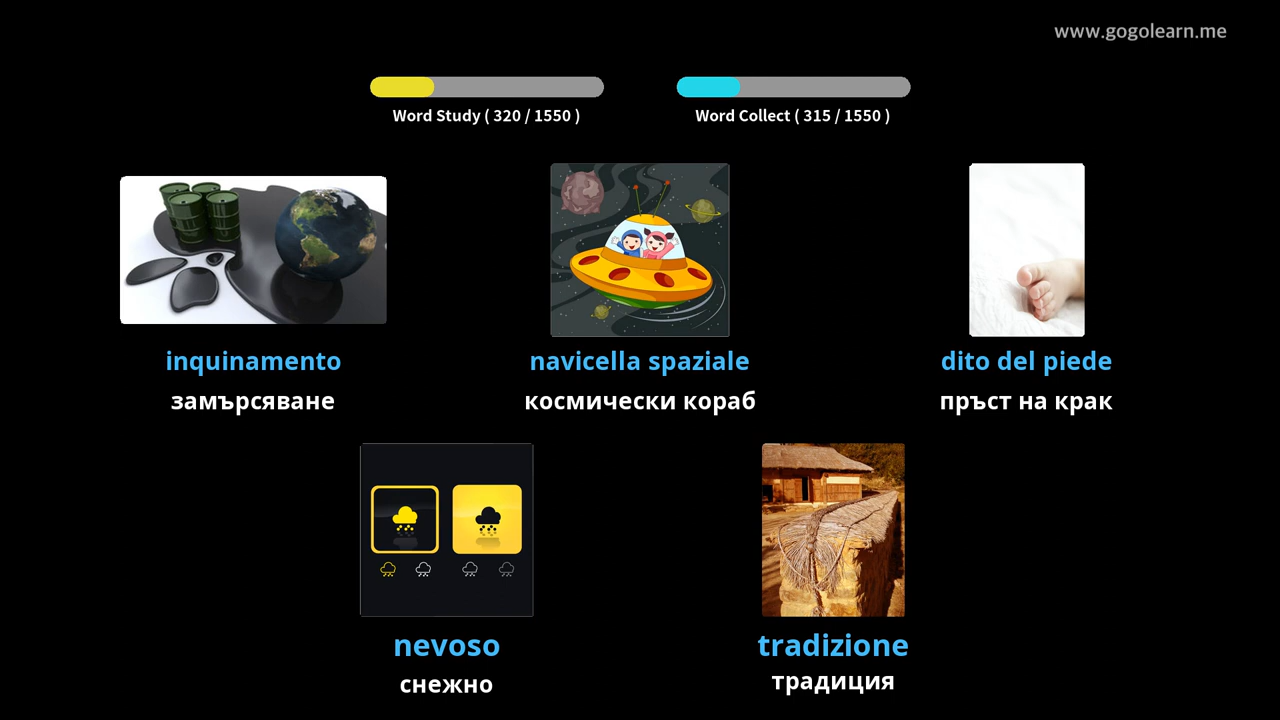 www.gogolearn.me
Word Study ( 320 / 1550 )
Word Collect ( 315 / 1550 )
inquinamento
замърсяване
navicella spaziale
космически кораб
dito del piede
пръст на крак
nevoso
снежно
tradizione
традиция